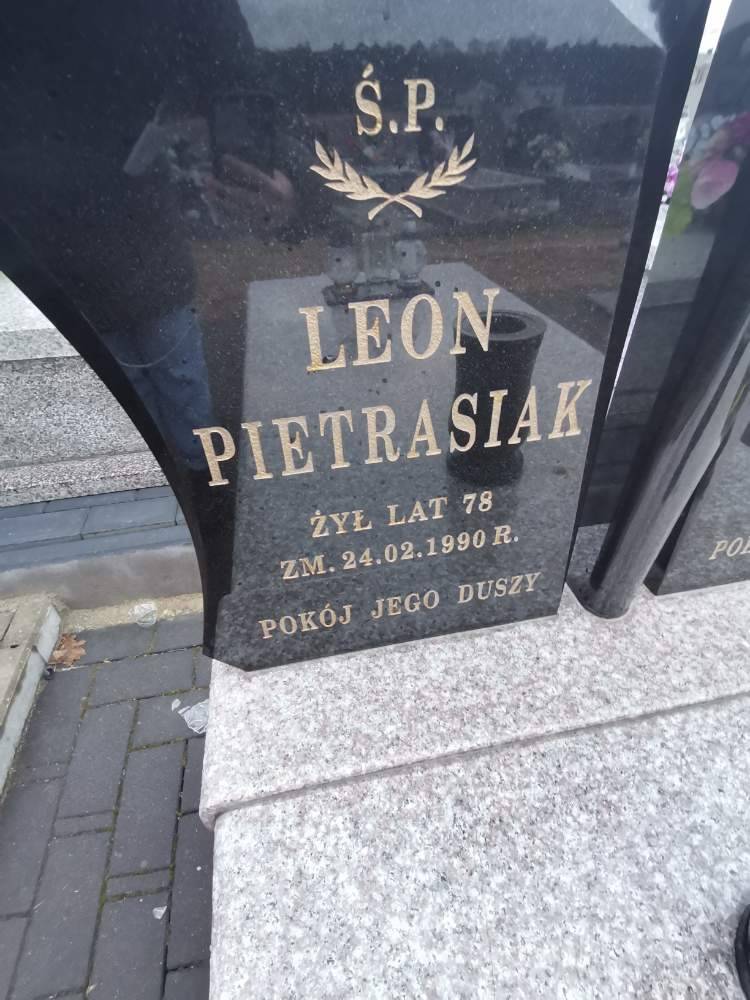 Ś.P.
LEON
PIETRASIAK
ŻYŁ LAT 78
ZM. 24.02.1990 R.
POKÓJ JEGO DUSZY